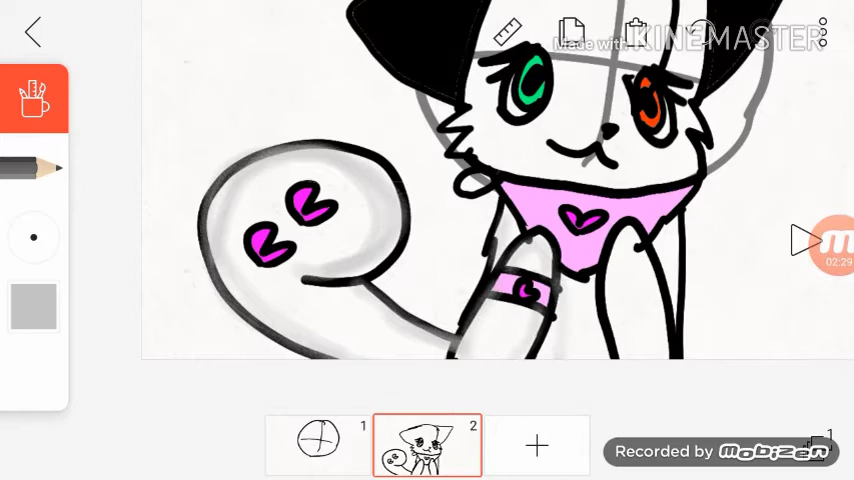 Made with KINEMASTER
02:29
1
2
1
Recorded by mobizen